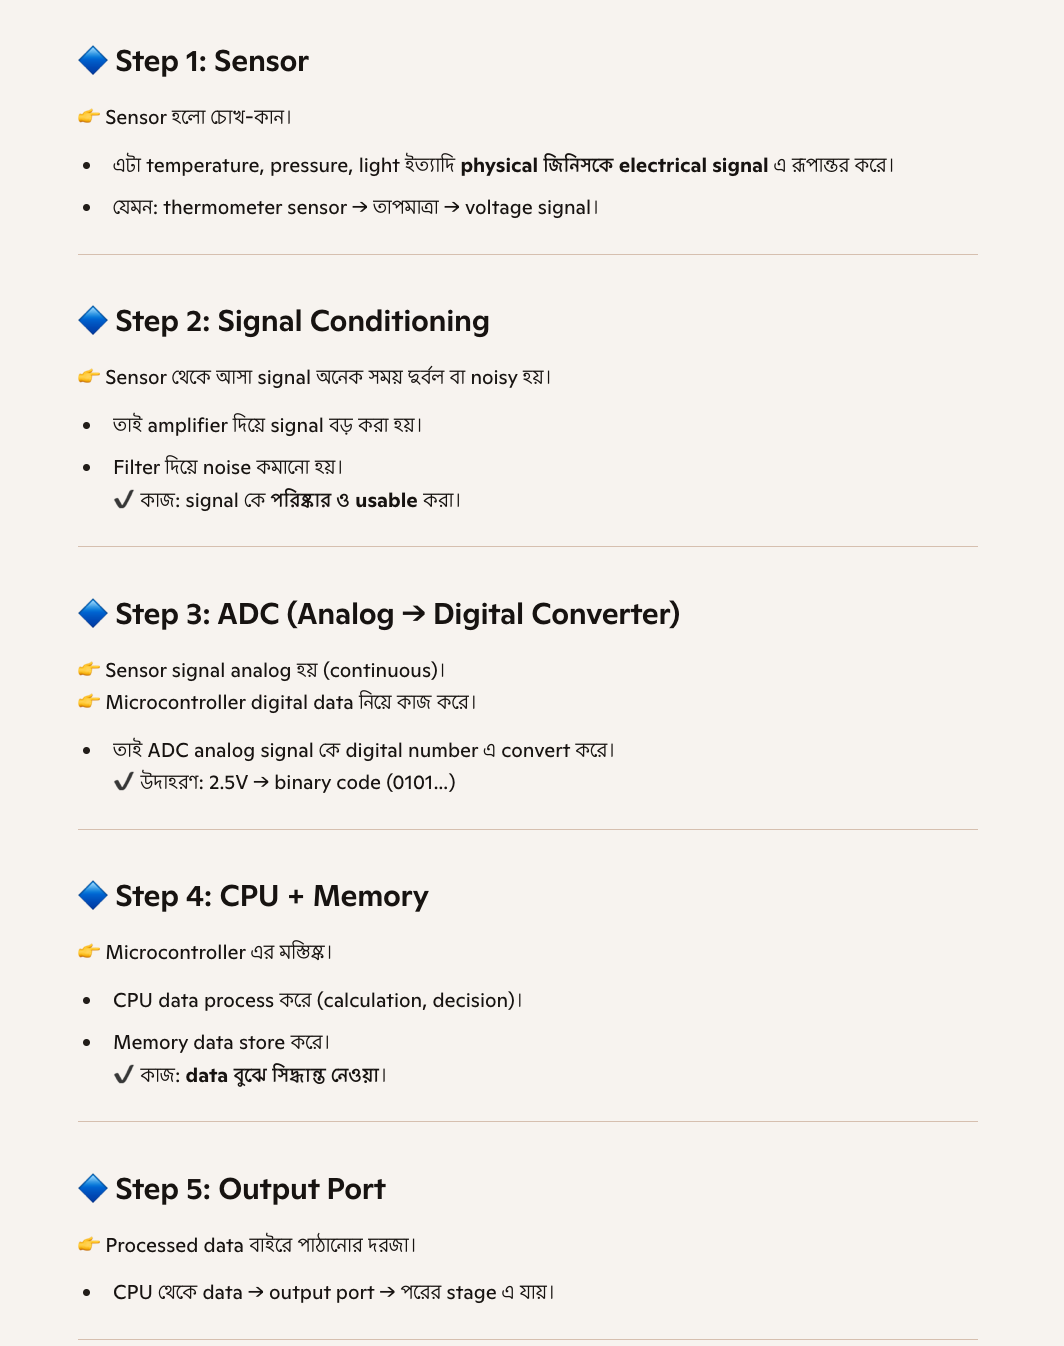 🔷 Step 1: Sensor
👉 Sensor হলো চোখ-কান।
• এটা temperature, pressure, light ইত্যাদি physical জিনিসকে electrical signal এ রূপান্তর করে।
• যেমন: thermometer sensor → তাপমাত্রা → voltage signal।
🔷 Step 2: Signal Conditioning
👉 Sensor থেকে আসা signal অনেক সময় দুর্বল বা noisy হয়।
• তাই amplifier দিয়ে signal বড় করা হয়।
• Filter দিয়ে noise কমানো হয়।
✔ কাজ: signal কে পরিষ্কার ও usable করা।
🔷 Step 3: ADC (Analog → Digital Converter)
👉 Sensor signal analog হয় (continuous)।
👉 Microcontroller digital data নিয়ে কাজ করে।
• তাই ADC analog signal কে digital number এ convert করে।
✔ উদাহরণ: 2.5V → binary code (0101...)
🔷 Step 4: CPU + Memory
👉 Microcontroller এর মস্তিষ্ক।
• CPU data process করে (calculation, decision)।
• Memory data store করে।
✔ কাজ: data বুঝে সিদ্ধান্ত নেওয়া।
🔷 Step 5: Output Port
👉 Processed data বাইরে পাঠানোর দরজা।
• CPU থেকে data → output port → পরের stage এ যায়।